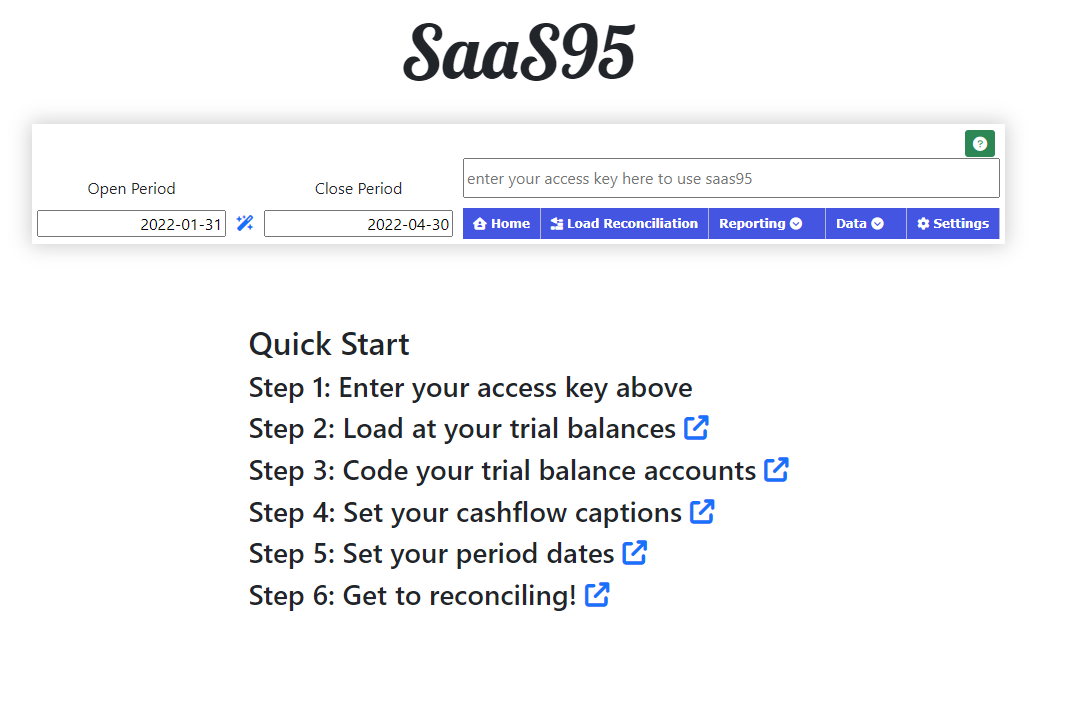 SaaS95
enter your access key here to use saas95
Open Period
Close Period
2022-01-31
2022-04-30
Home
Load Reconciliation
Reporting
Data
Settings
Quick Start
Step 1: Enter your access key above
Step 2: Load at your trial balances
Step 3: Code your trial balance accounts
Step 4: Set your cashflow captions
Step 5: Set your period dates
Step 6: Get to reconciling!